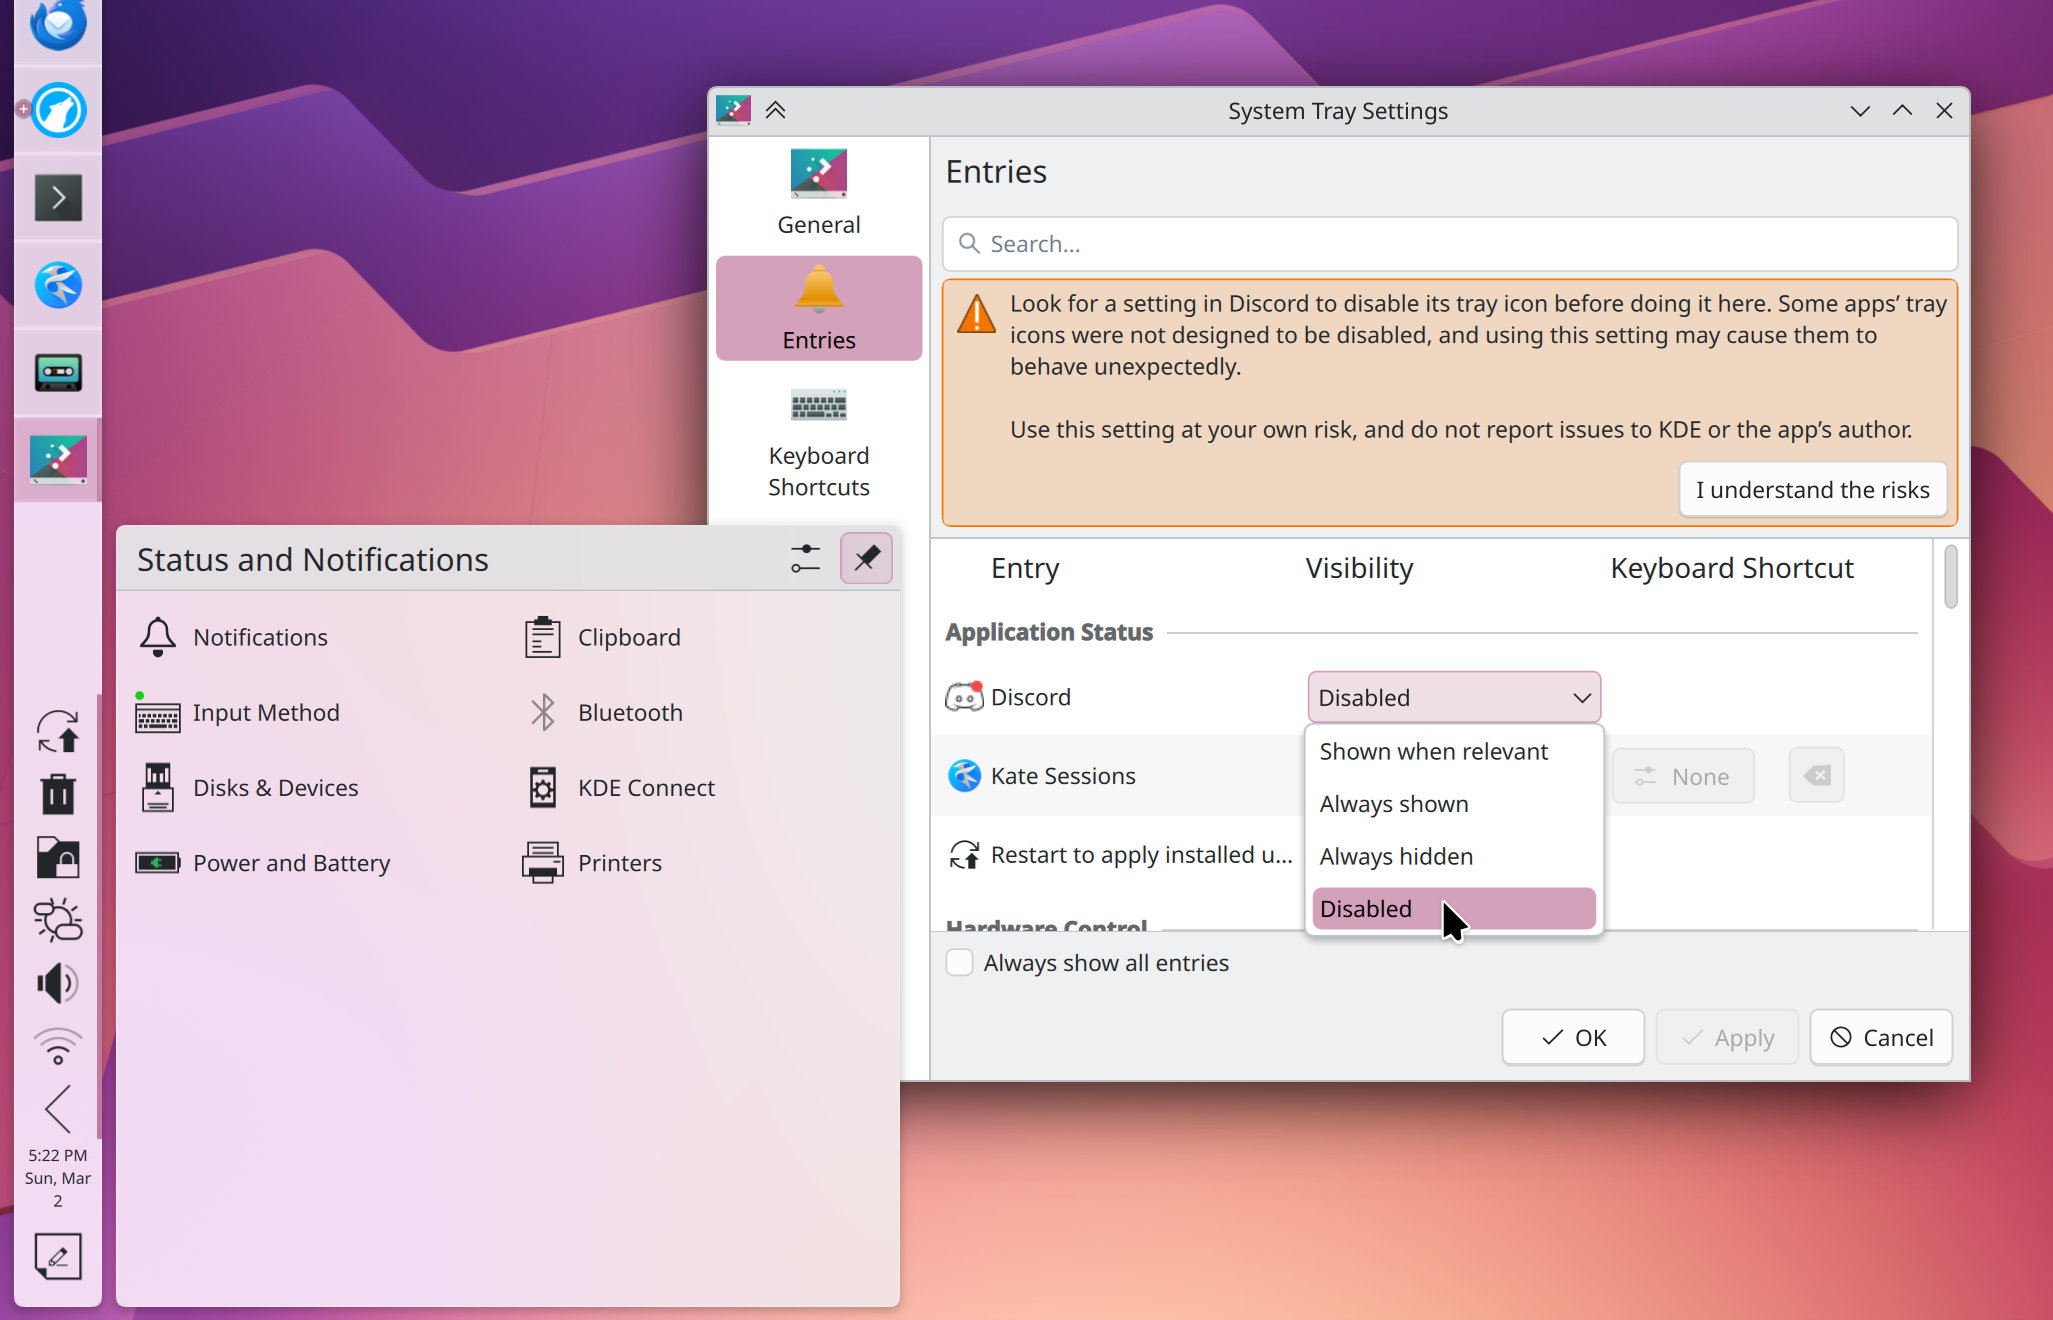 System Tray Settings
General
Entries
Keyboard
Shortcuts
Entries
Search...
Look for a setting in Discord to disable its tray icon before doing it here. Some apps’ tray
icons were not designed to be disabled, and using this setting may cause them to
behave unexpectedly.
Use this setting at your own risk, and do not report issues to KDE or the app’s author.
I understand the risks
Entry Visibility Keyboard Shortcut
Application Status
Discord Disabled
Shown when relevant
Kate Sessions None
Always shown
Restart to apply installed u...
Always hidden
Disabled
Hardware Control
Always show all entries
OK Apply Cancel
Status and Notifications
Notifications Clipboard
Input Method Bluetooth
Disks & Devices KDE Connect
Power and Battery Printers
5:22 PM
Sun, Mar
2